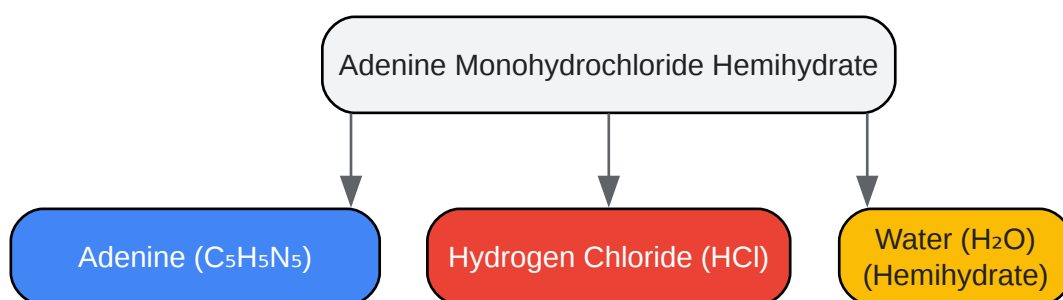 Adenine Monohydrochloride Hemihydrate
Adenine (C₅H₅N₅)
Hydrogen Chloride (HCl)
Water (H₂O)
(Hemihydrate)